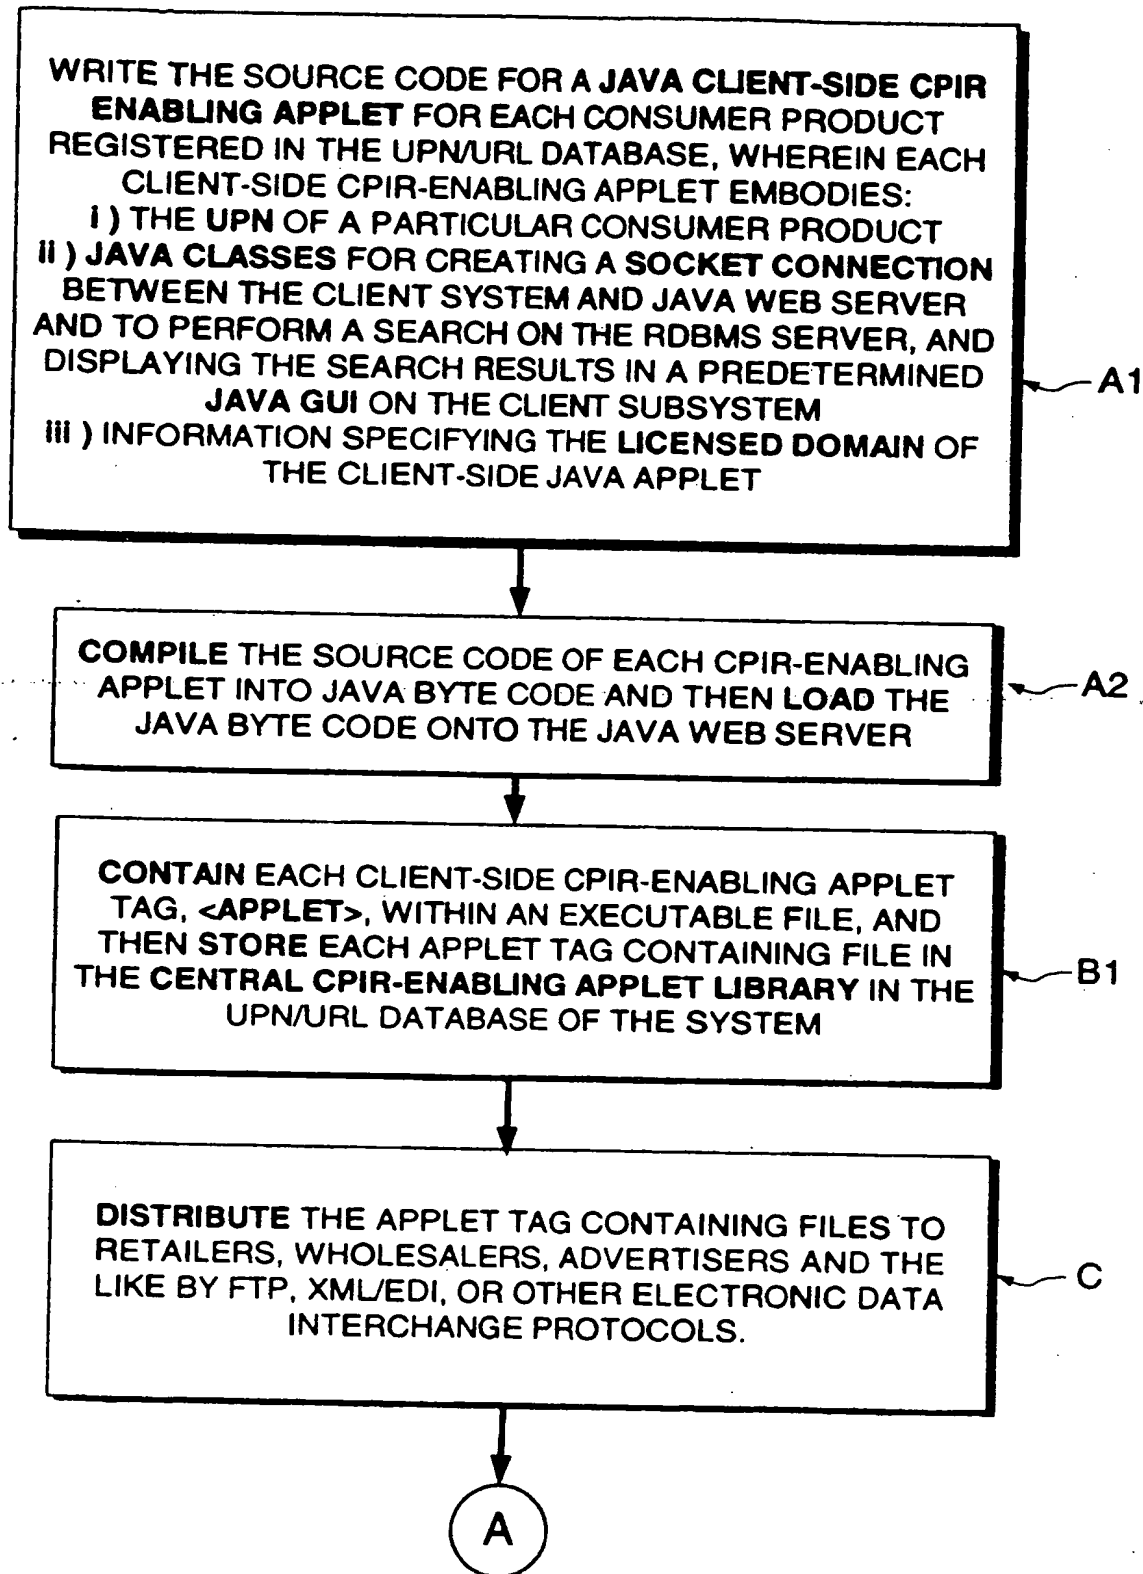 WRITE THE SOURCE CODE FOR A JAVA CLIENT-SIDE CPIR
ENABLING APPLET FOR EACH CONSUMER PRODUCT
REGISTERED IN THE UPN/URL DATABASE, WHEREIN EACH
CLIENT-SIDE CPIR-ENABLING APPLET EMBODIES:
i ) THE UPN OF A PARTICULAR CONSUMER PRODUCT
ii ) JAVA CLASSES FOR CREATING A SOCKET CONNECTION
BETWEEN THE CLIENT SYSTEM AND JAVA WEB SERVER
AND TO PERFORM A SEARCH ON THE RDBMS SERVER, AND
DISPLAYING THE SEARCH RESULTS IN A PREDETERMINED
JAVA GUI ON THE CLIENT SUBSYSTEM
iii ) INFORMATION SPECIFYING THE LICENSED DOMAIN OF
THE CLIENT-SIDE JAVA APPLET
A1
COMPILE THE SOURCE CODE OF EACH CPIR-ENABLING
APPLET INTO JAVA BYTE CODE AND THEN LOAD THE
JAVA BYTE CODE ONTO THE JAVA WEB SERVER
A2
CONTAIN EACH CLIENT-SIDE CPIR-ENABLING APPLET
TAG, <APPLET>, WITHIN AN EXECUTABLE FILE, AND
THEN STORE EACH APPLET TAG CONTAINING FILE IN
THE CENTRAL CPIR-ENABLING APPLET LIBRARY IN THE
UPN/URL DATABASE OF THE SYSTEM
B1
DISTRIBUTE THE APPLET TAG CONTAINING FILES TO
RETAILERS, WHOLESALERS, ADVERTISERS AND THE
LIKE BY FTP, XML/EDI, OR OTHER ELECTRONIC DATA
INTERCHANGE PROTOCOLS.
C
A